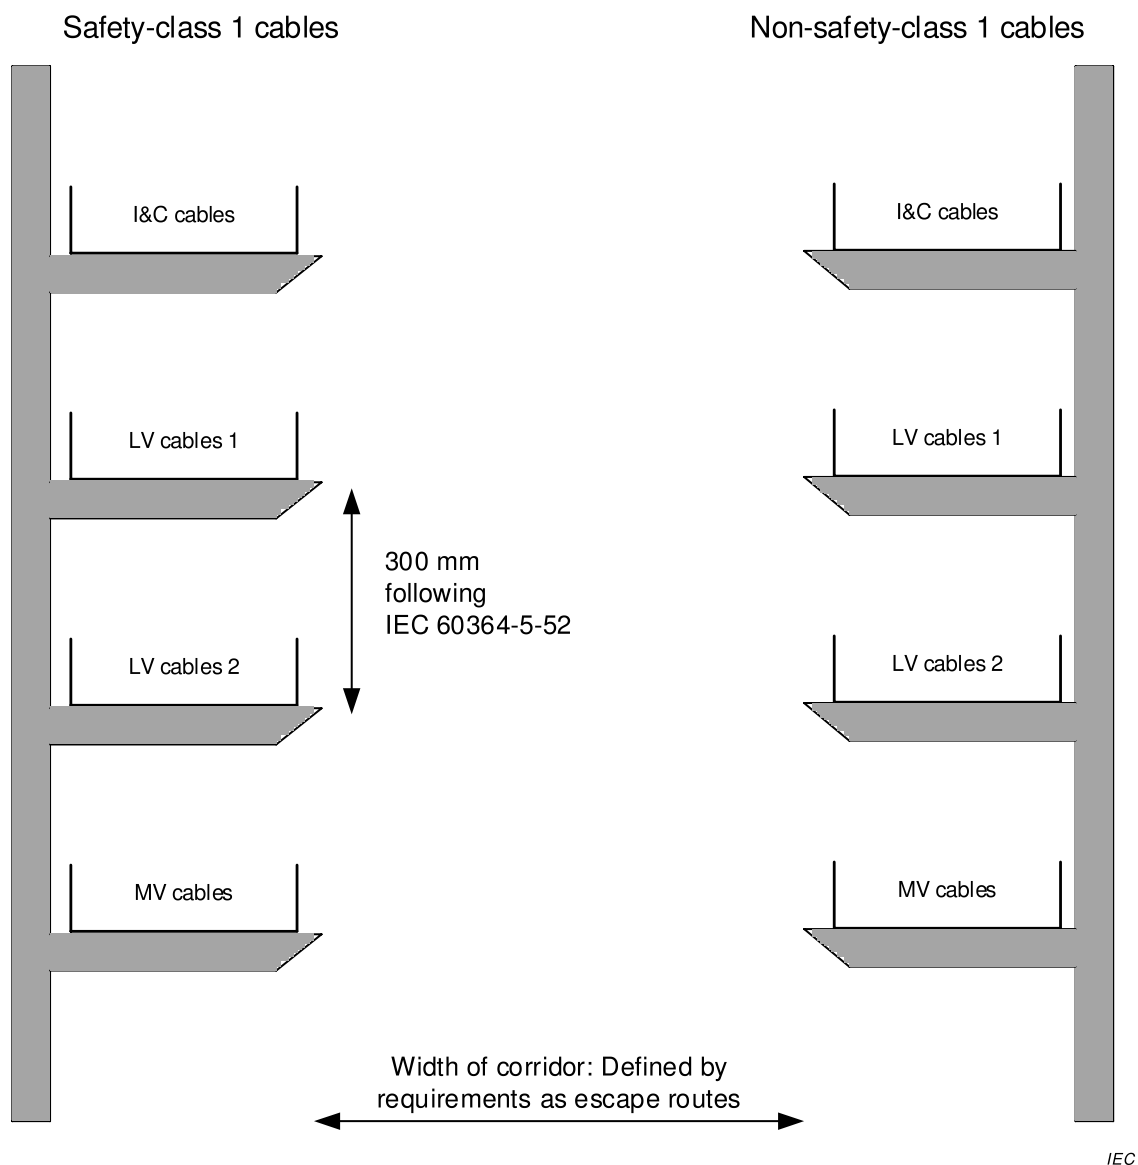 Safety-class 1 cables
Non-safety-class 1 cables
I&C cables
I&C cables
LV cables 1
LV cables 1
300 mm
following
IEC 60364-5-52
LV cables 2
LV cables 2
MV cables
MV cables
Width of corridor: Defined by
requirements as escape routes
IEC